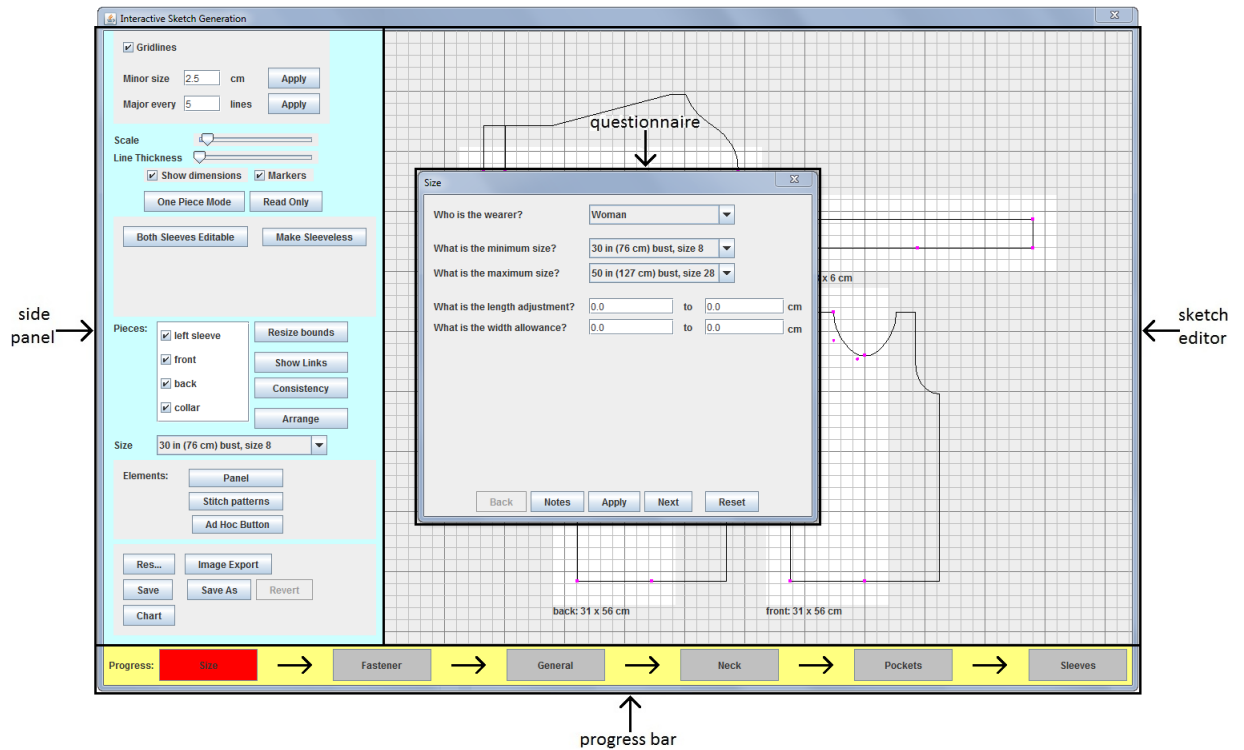 Interactive Sketch Generation
Gridlines
Minor size 2.5 cm Apply
Major every 5 lines Apply
Scale
Line Thickness
Show dimensions Markers
One Piece Mode Read Only
Both Sleeves Editable Make Sleeveless
Pieces:
left sleeve
front
back
collar
Resize bounds
Show Links
Consistency
Arrange
Size 30 in (76 cm) bust, size 8
Elements:
Panel
Stitch patterns
Ad Hoc Button
Res... Image Export
Save Save As Revert
Chart
side
panel
questionnaire
Size
Who is the wearer? Woman
What is the minimum size? 30 in (76 cm) bust, size 8
What is the maximum size? 50 in (127 cm) bust, size 28
What is the length adjustment? 0.0 to 0.0 cm
What is the width allowance? 0.0 to 0.0 cm
Back Notes Apply Next Reset
x 6 cm
back: 31 x 56 cm
front: 31 x 56 cm
sketch
editor
Progress: Size Fastener General Neck Pockets Sleeves
progress bar